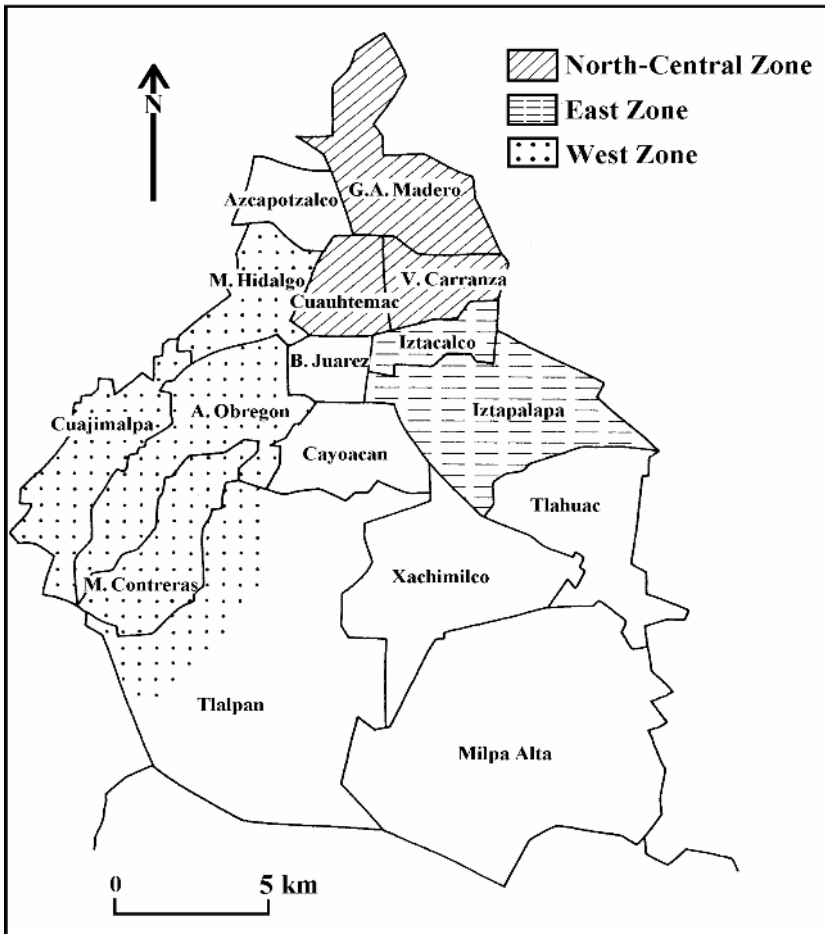 North-Central Zone
East Zone
West Zone
N
G.A. Madero
Azcapotzalco
M. Hidalgo
V. Carranza
Cuauhtemac
Iztacalco
B. Juarez
Cuajimalpa
A. Obregon
Iztapalapa
Cayoacan
Tlahuac
M. Contreras
Xachimilco
Tlalpan
Milpa Alta
0 5 km